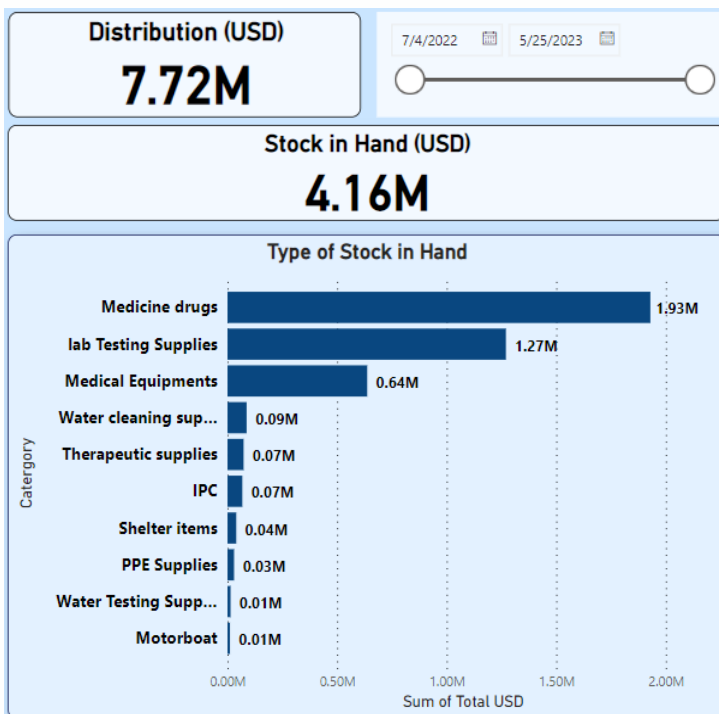 Distribution (USD)
7.72M
7/4/2022 5/25/2023
Stock in Hand (USD)
4.16M
Type of Stock in Hand
Catergory
Medicine drugs 1.93M
lab Testing Supplies 1.27M
Medical Equipments 0.64M
Water cleaning sup... 0.09M
Therapeutic supplies 0.07M
IPC 0.07M
Shelter items 0.04M
PPE Supplies 0.03M
Water Testing Supp... 0.01M
Motorboat 0.01M
0.00M 0.50M 1.00M 1.50M 2.00M
Sum of Total USD